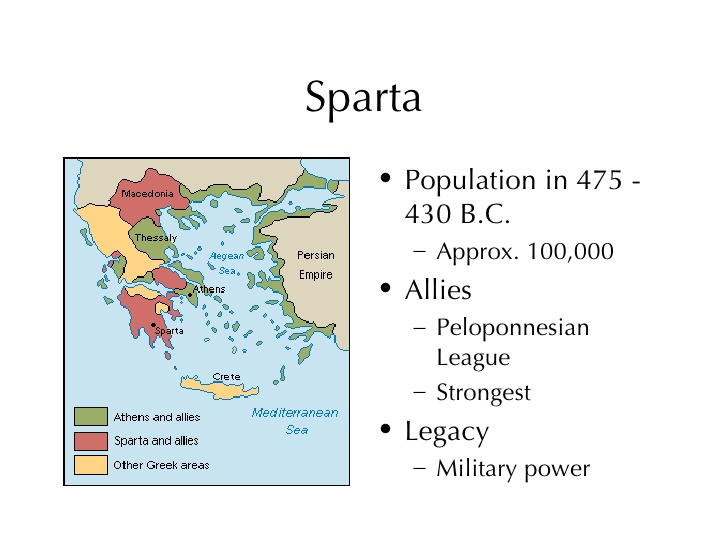 Sparta
Macedonia
Thessaly
Aegean
Sea
Persian
Empire
Athens
Sparta
Crete
Mediterranean
Sea
Athens and allies
Sparta and allies
Other Greek areas
• Population in 475 -
430 B.C.
– Approx. 100,000
• Allies
– Peloponnesian
League
– Strongest
• Legacy
– Military power